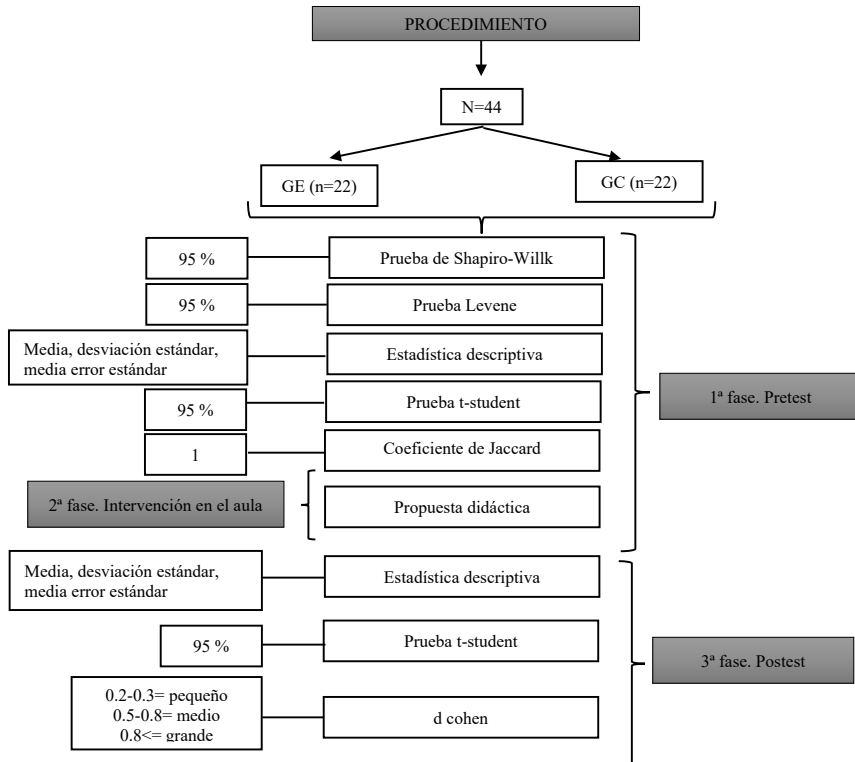 PROCEDIMIENTO
N=44
GE (n=22)
GC (n=22)
95 %
Prueba de Shapiro-Willk
95 %
Prueba Levene
Media, desviación estándar,
media error estándar
Estadística descriptiva
95 %
Prueba t-student
1ª fase. Pretest
1
Coeficiente de Jaccard
2ª fase. Intervención en el aula
Propuesta didáctica
Media, desviación estándar,
media error estándar
Estadística descriptiva
95 %
Prueba t-student
3ª fase. Postest
0.2-0.3= pequeño
0.5-0.8= medio
0.8<= grande
d cohen